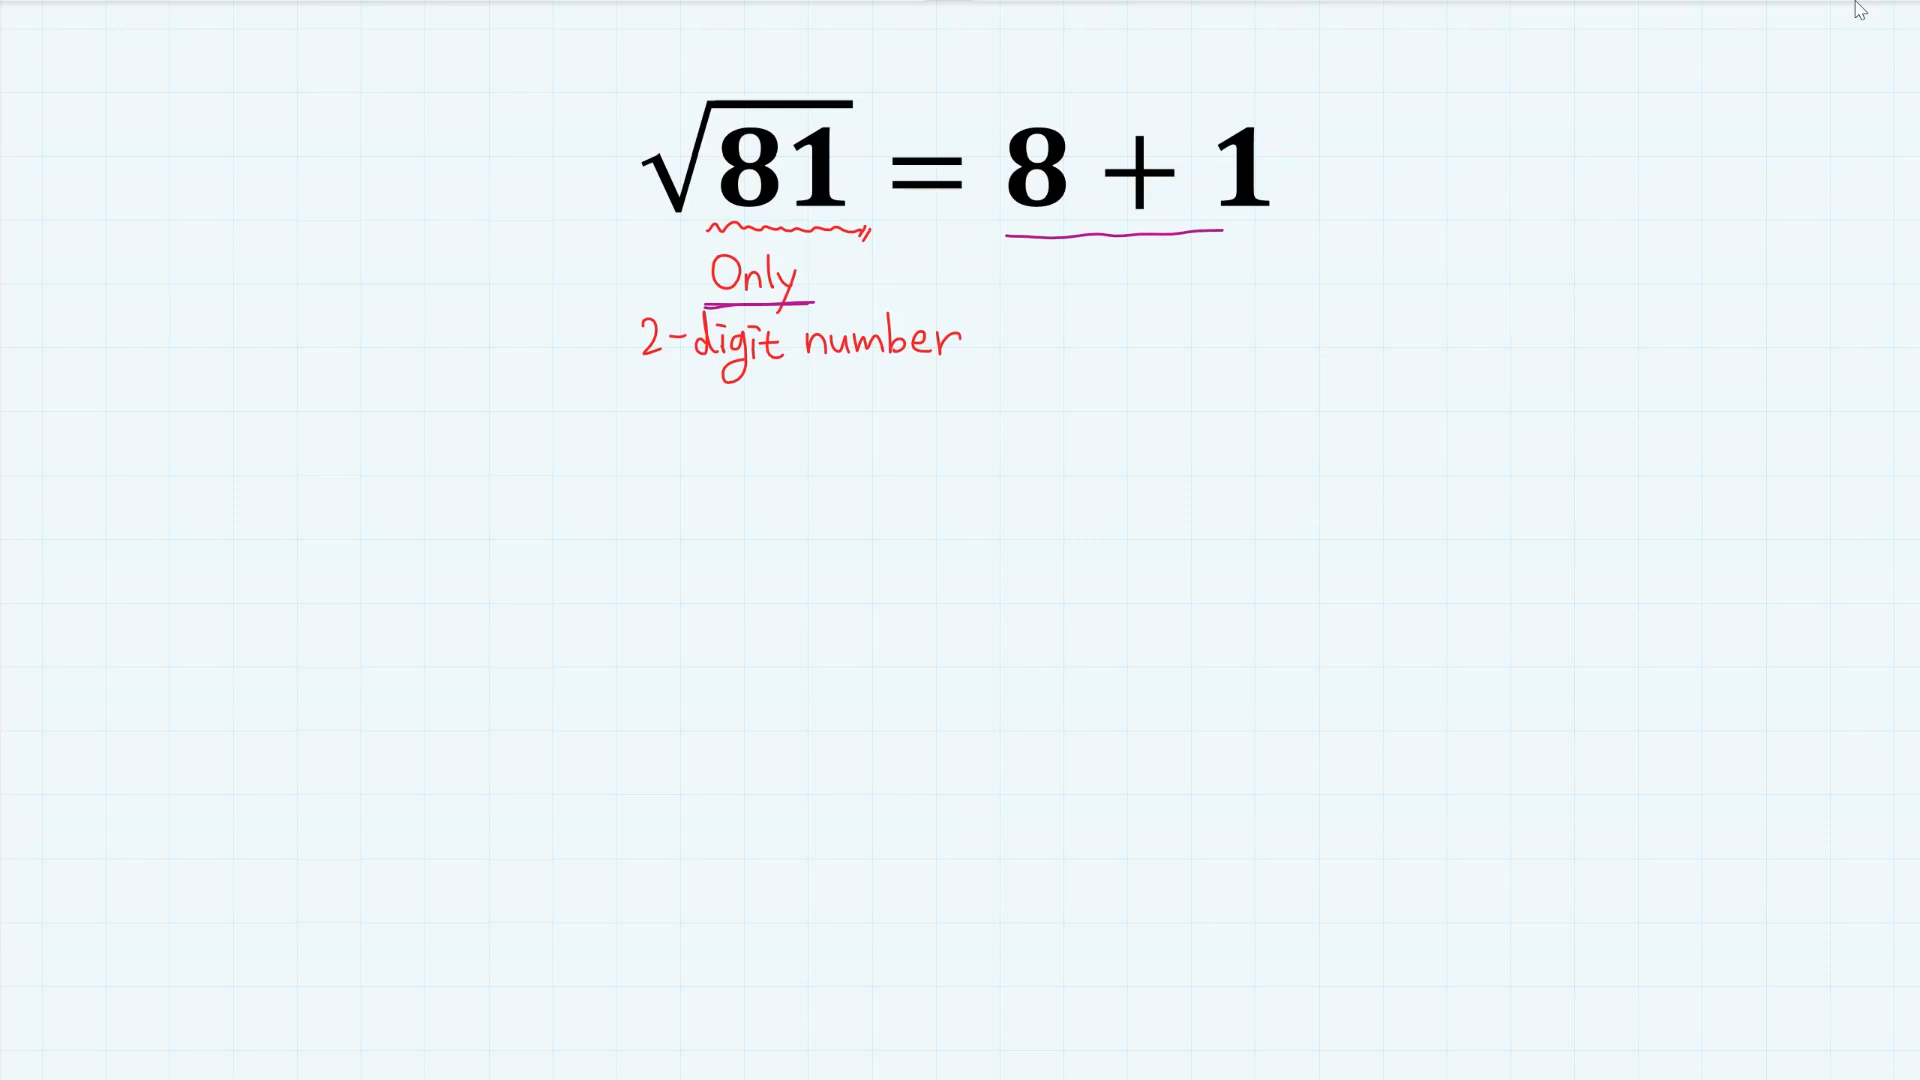 √81 = 8 + 1
Only
2-digit number